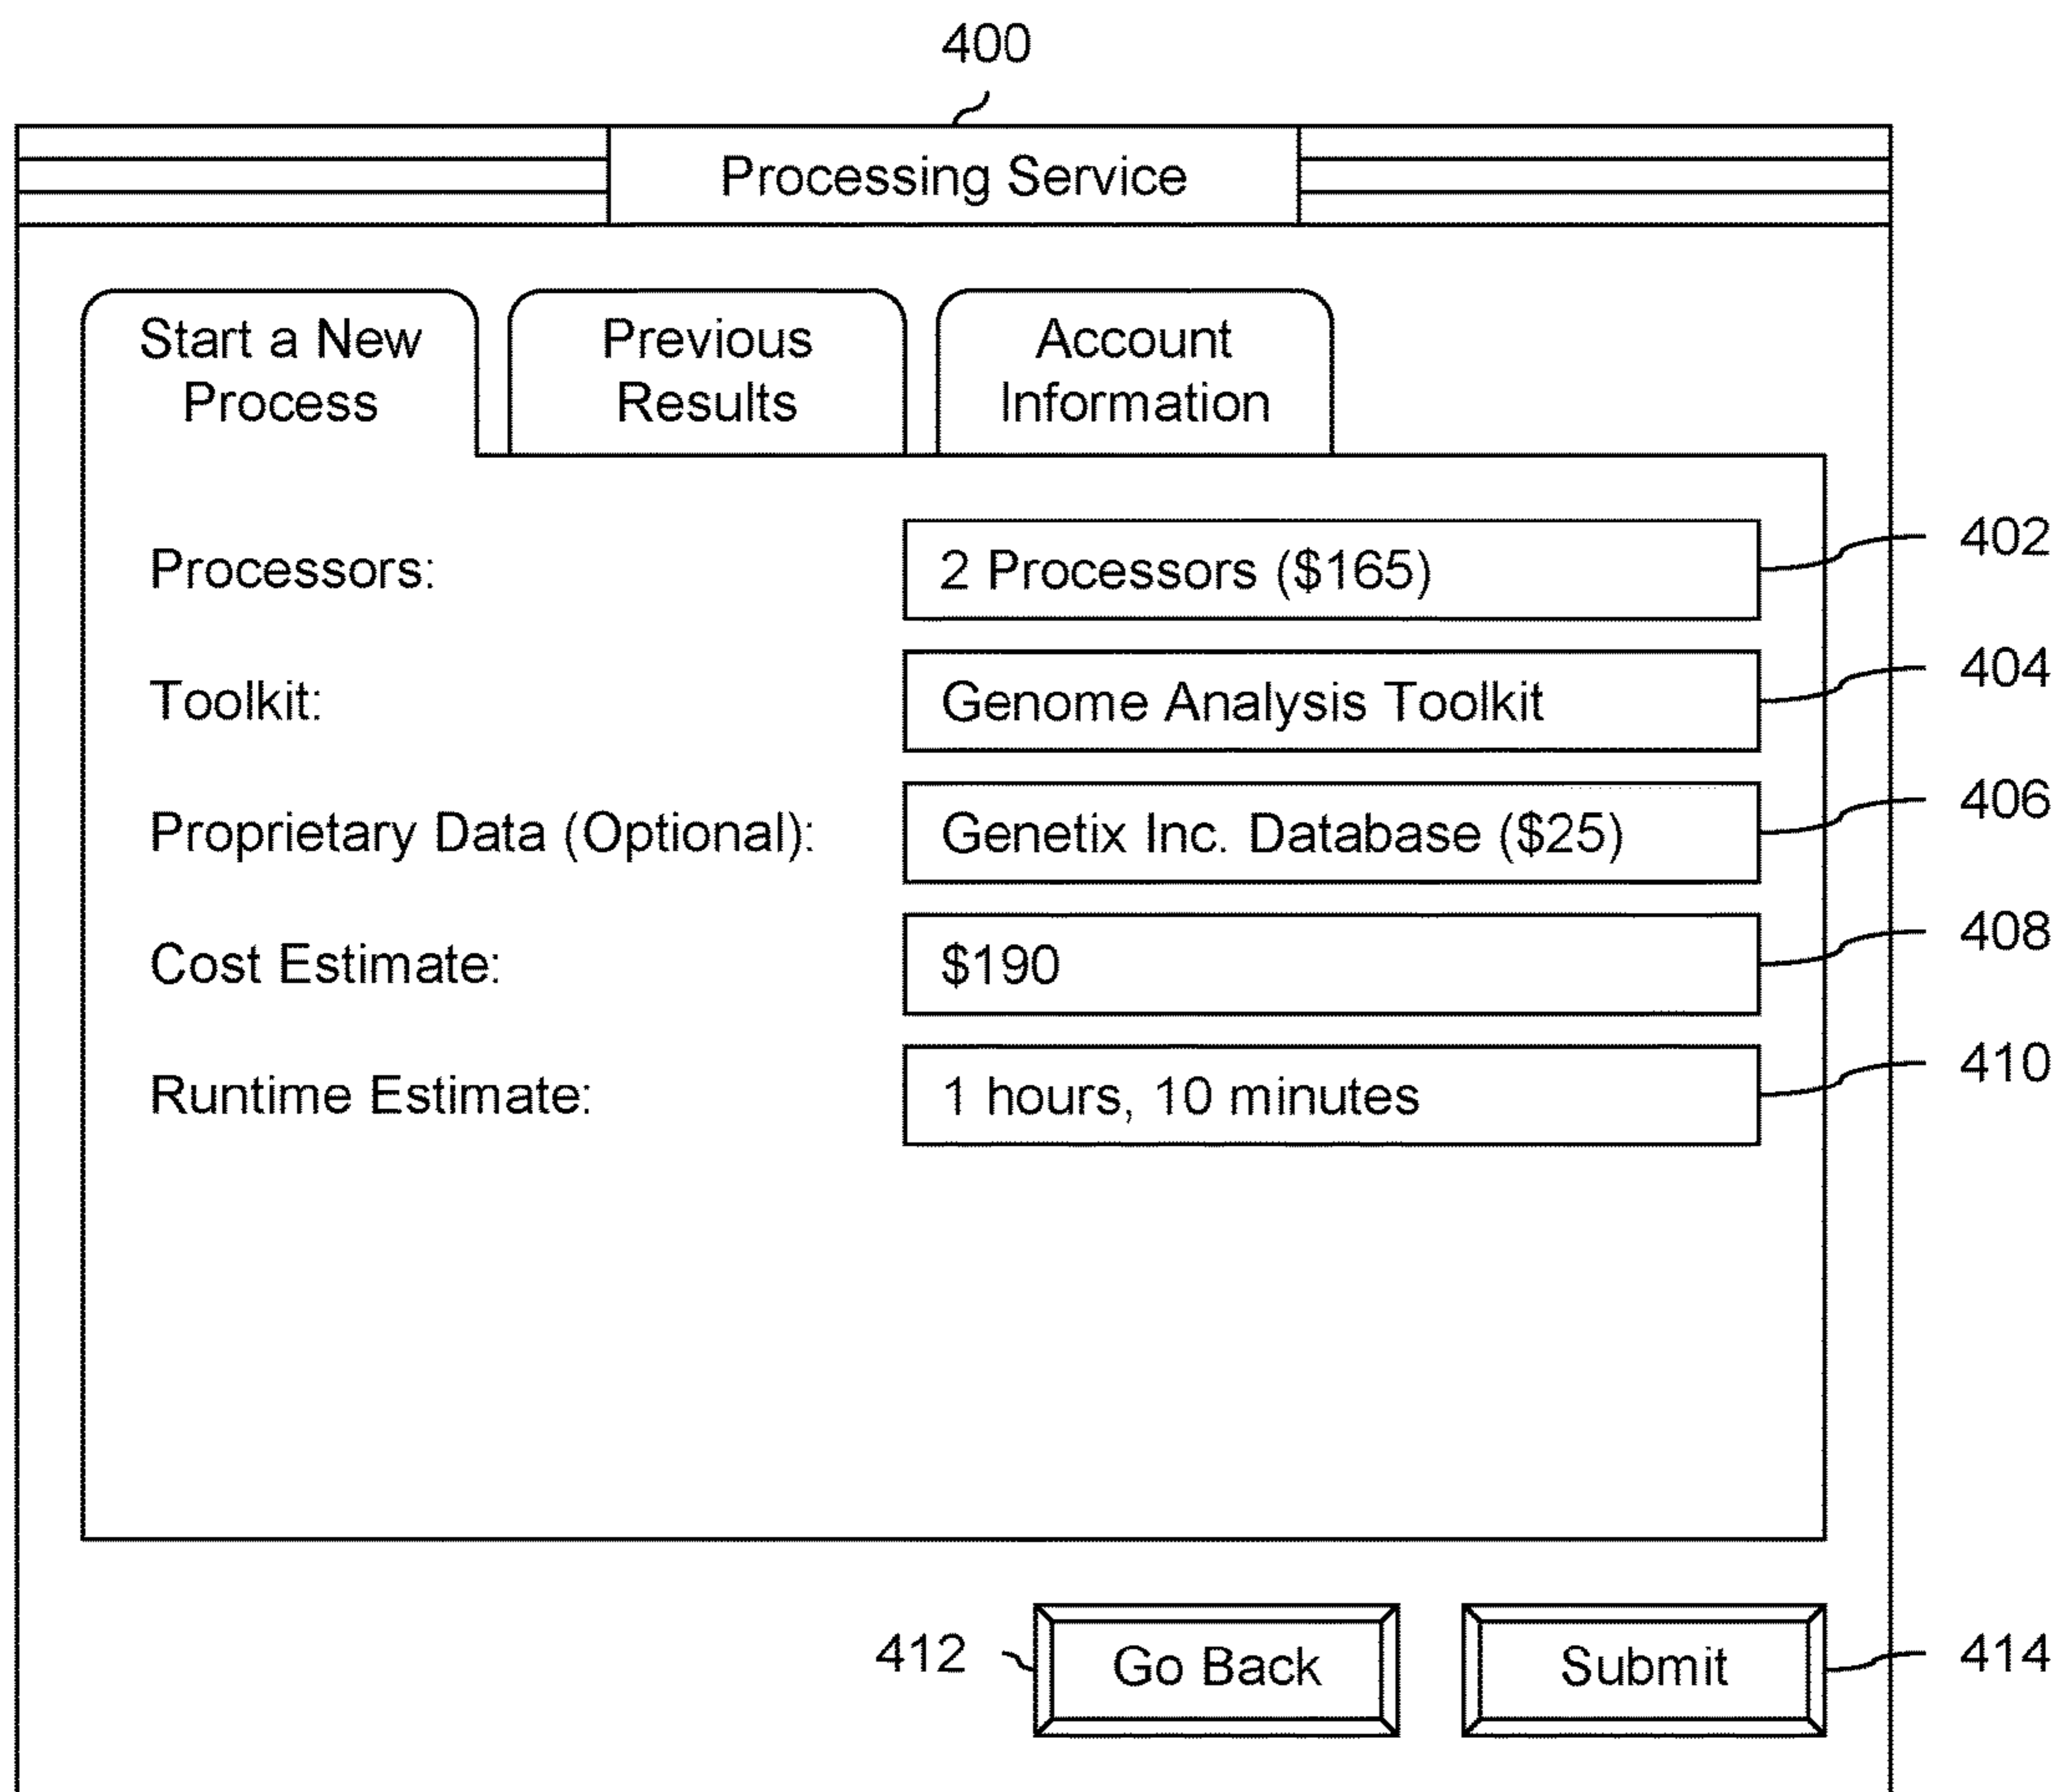 400
Processing Service
Start a New
Process
Previous
Results
Account
Information
Processors:
2 Processors ($165)
402
Toolkit:
Genome Analysis Toolkit
404
Proprietary Data (Optional):
Genetix Inc. Database ($25)
406
Cost Estimate:
$190
408
Runtime Estimate:
1 hours, 10 minutes
410
412
Go Back
Submit
414